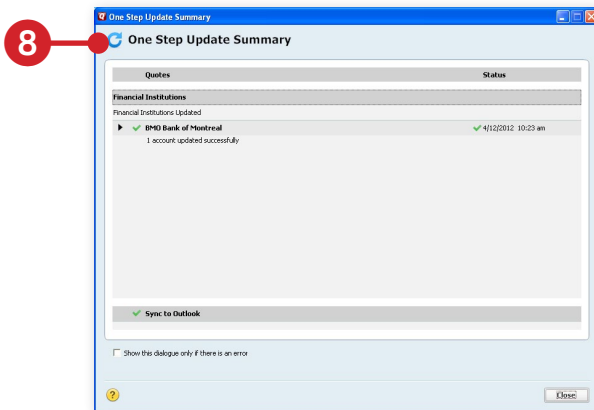 8
One Step Update Summary
One Step Update Summary
Quotes Status
Financial Institutions
Financial Institutions Updated
BMO Bank of Montreal 4/12/2012 10:23 am
1 account updated successfully
Sync to Outlook
Show this dialogue only if there is an error
? Close